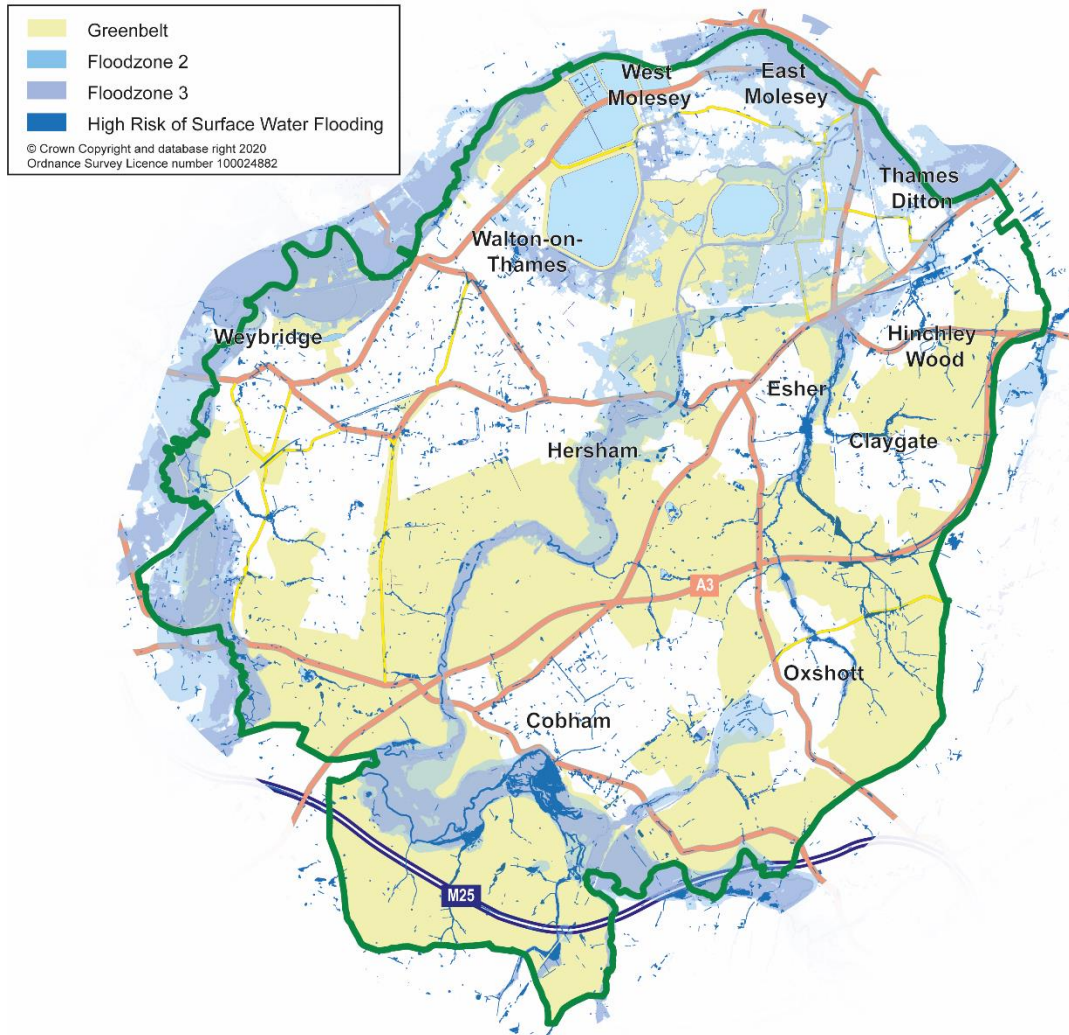 Greenbelt
Floodzone 2
Floodzone 3
High Risk of Surface Water Flooding
© Crown Copyright and database right 2020
Ordnance Survey Licence number 100024882
West
Molesey
East
Molesey
Thames
Ditton
Walton-on-
Thames
Weybridge
Hinchley
Wood
Esher
Hersham
Claygate
A3
Oxshott
Cobham
M25